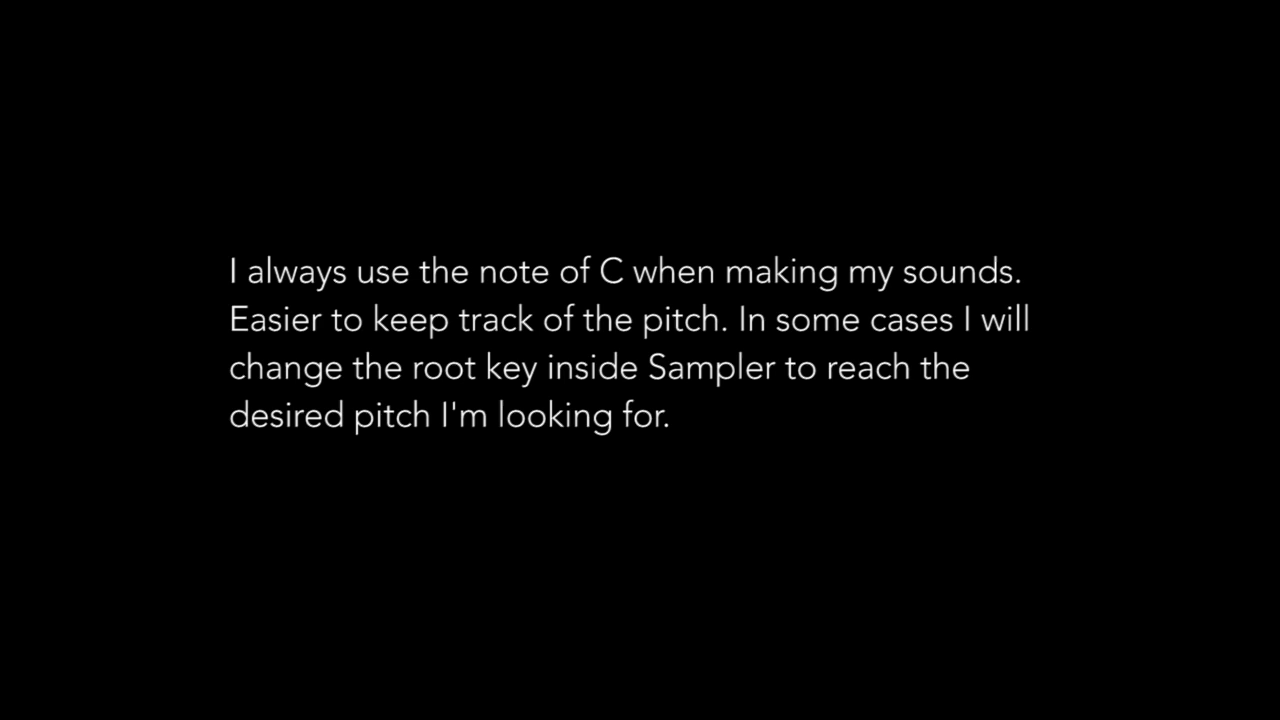 I always use the note of C when making my sounds.
Easier to keep track of the pitch. In some cases I will
change the root key inside Sampler to reach the
desired pitch I'm looking for.